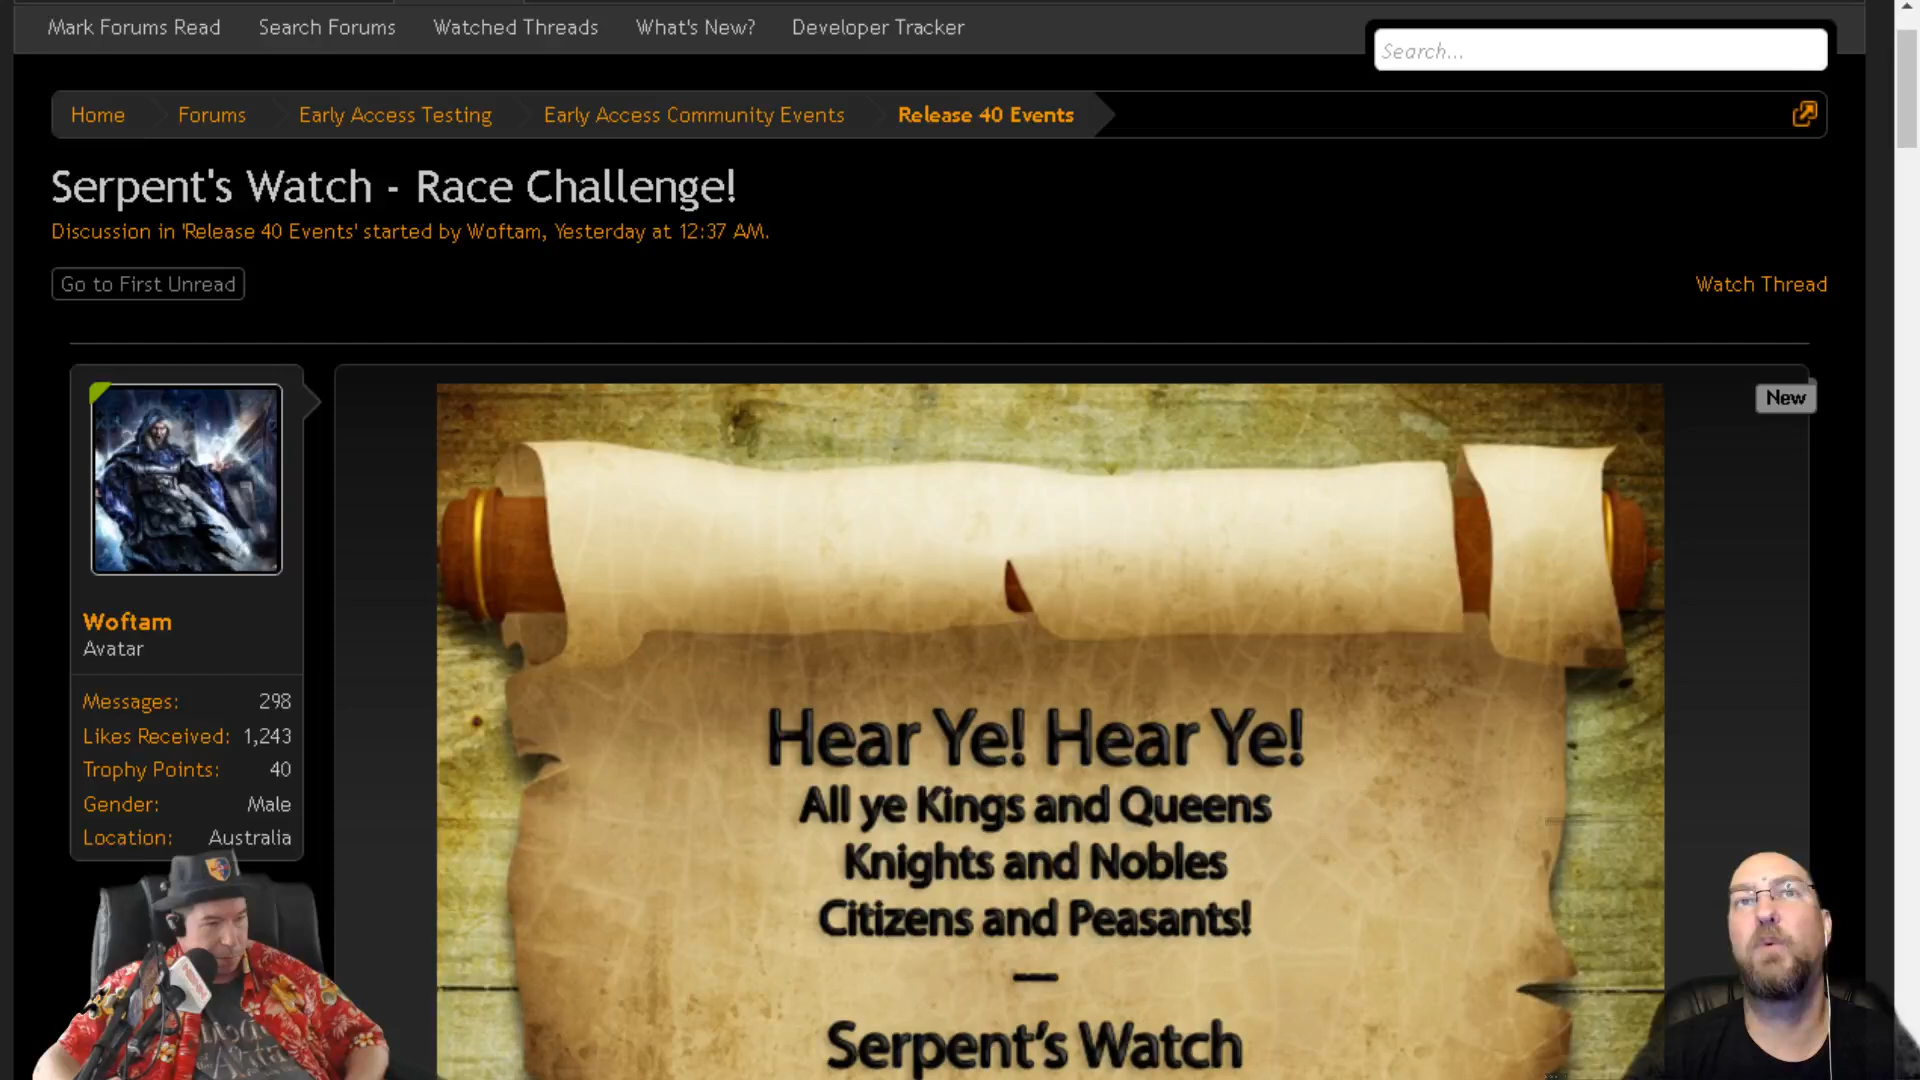 Mark Forums Read Search Forums Watched Threads What's New? Developer Tracker
Search...
Home Forums Early Access Testing Early Access Community Events Release 40 Events
Serpent's Watch - Race Challenge!
Discussion in 'Release 40 Events' started by Woftam, Yesterday at 12:37 AM.
Go to First Unread
Watch Thread
New
Woftam
Avatar
Messages: 298
Likes Received: 1,243
Trophy Points: 40
Gender: Male
Location: Australia
Hear Ye! Hear Ye!
All ye Kings and Queens
Knights and Nobles
Citizens and Peasants!
—
Serpent's Watch